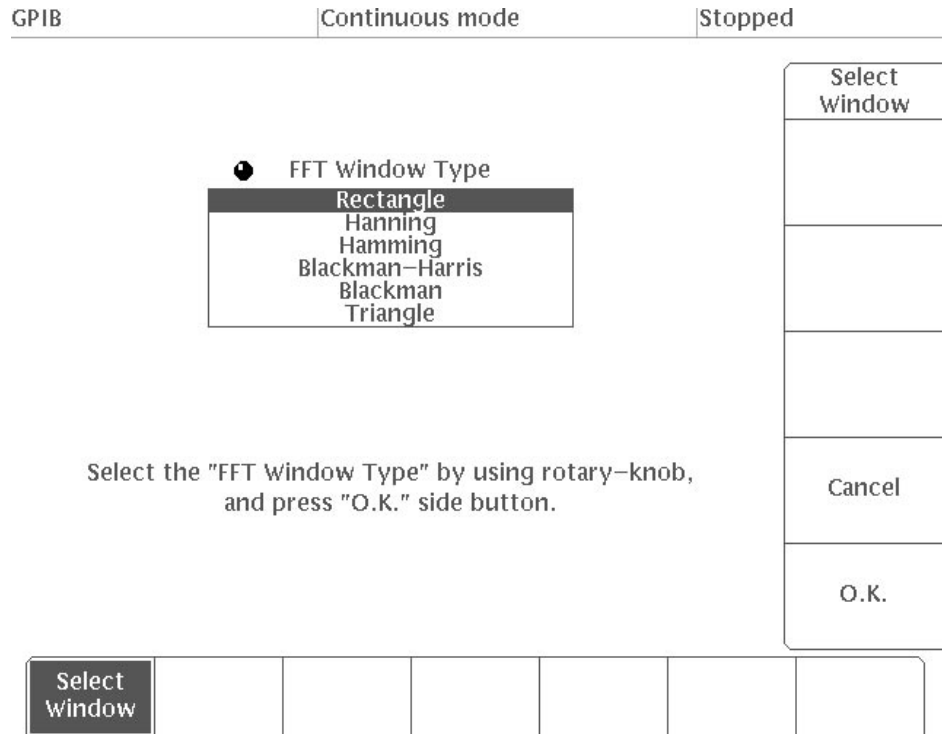 GPIB Continuous mode Stopped
Select
Window
FFT Window Type
Rectangle
Hanning
Hamming
Blackman-Harris
Blackman
Triangle
Select the "FFT Window Type" by using rotary-knob,
and press "O.K." side button.
Cancel
O.K.
Select
Window